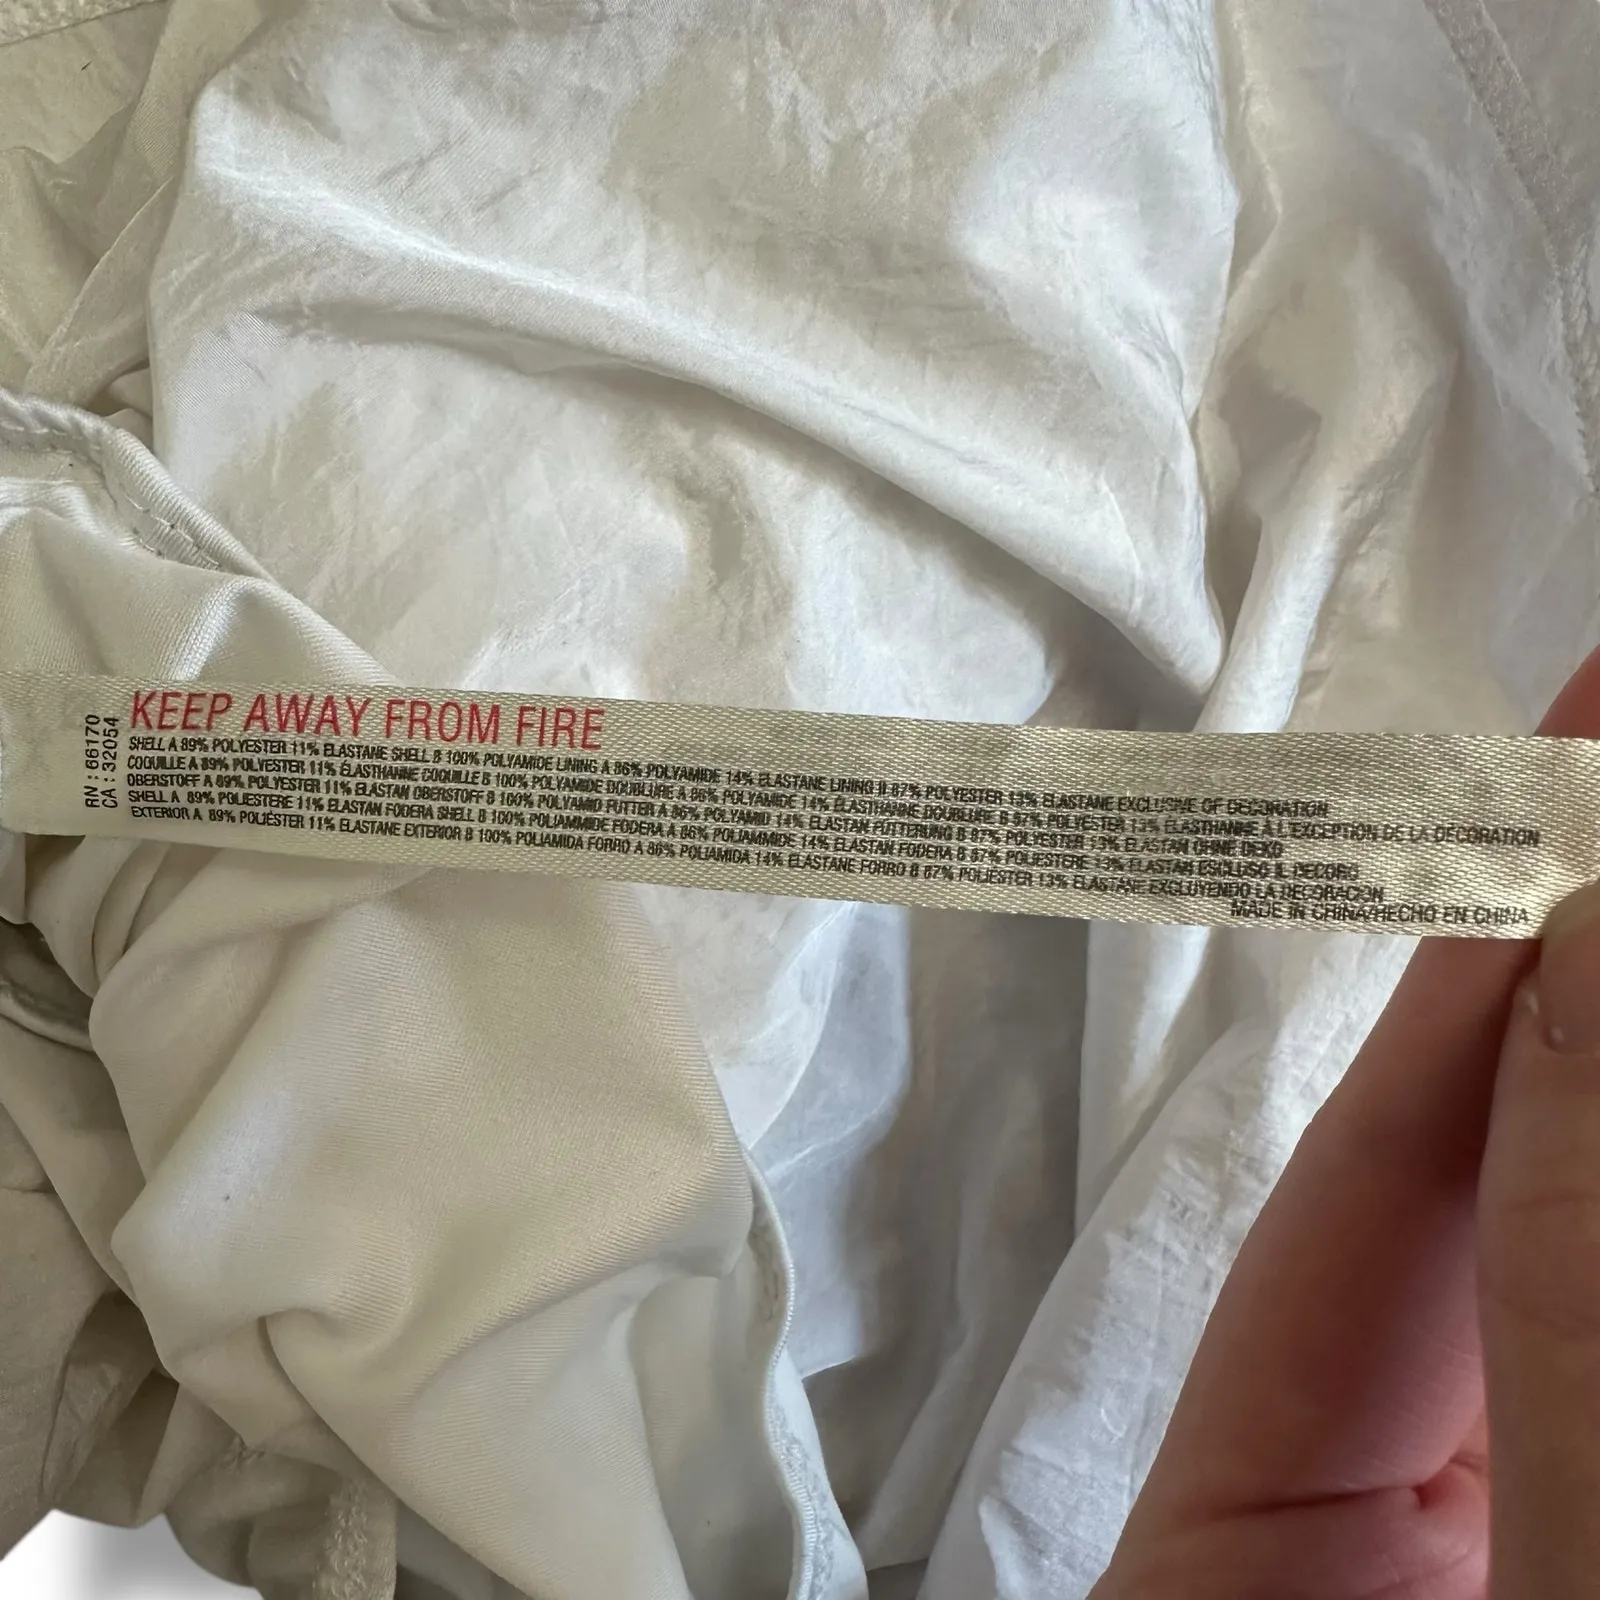 RN : 66170
CA : 32054
KEEP AWAY FROM FIRE
SHELL A 89% POLYESTER 11% ELASTANE SHELL B 100% POLYAMIDE LINING A 86% POLYAMIDE 14% ELASTANE LINING B 87% POLYESTER 13% ELASTANE EXCLUSIVE OF DECORATION
COQUILLE A 89% POLYESTER 11% ÉLASTHANNE COQUILLE B 100% POLYAMIDE DOUBLURE A 86% POLYAMIDE 14% ÉLASTHANNE DOUBLURE B 87% POLYESTER 13% ÉLASTHANNE À L'EXCEPTION DE LA DÉCORATION
OBERSTOFF A 89% POLYESTER 11% ELASTAN OBERSTOFF B 100% POLYAMID FUTTER A 86% POLYAMID 14% ELASTAN FÜTTERUNG B 87% POLYESTER 13% ELASTAN OHNE DEKO
SHELL A 89% POLIESTERE 11% ELASTAN FODERA SHELL B 100% POLIAMMIDE FODERA A 86% POLIAMMIDE 14% ELASTAN FODERA B 87% POLIESTERE 13% ELASTAN ESCLUSO IL DECORO
EXTERIOR A 89% POLIÉSTER 11% ELASTANE EXTERIOR B 100% POLIAMIDA FORRO A 86% POLIAMIDA 14% ELASTANE FORRO B 87% POLIÉSTER 13% ELASTANE EXCLUYENDO LA DECORACIÓN
MADE IN CHINA/HECHO EN CHINA